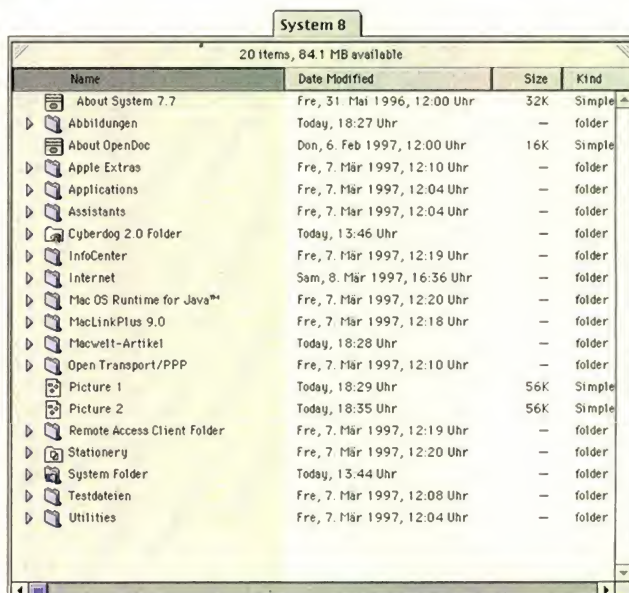 System 8
20 items, 84.1 MB available
Name Date Modified Size Kind
About System 7.7 Fre, 31. Mai 1996, 12:00 Uhr 32K Simple
Abbildungen Today, 18:27 Uhr – folder
About OpenDoc Don, 6. Feb 1997, 12:00 Uhr 16K Simple
Apple Extras Fre, 7. Mär 1997, 12:10 Uhr – folder
Applications Fre, 7. Mär 1997, 12:04 Uhr – folder
Assistants Fre, 7. Mär 1997, 12:04 Uhr – folder
Cyberdog 2.0 Folder Today, 13:46 Uhr – folder
InfoCenter Fre, 7. Mär 1997, 12:19 Uhr – folder
Internet Sam, 8. Mär 1997, 16:36 Uhr – folder
Mac OS Runtime for Java™ Fre, 7. Mär 1997, 12:20 Uhr – folder
MacLinkPlus 9.0 Fre, 7. Mär 1997, 12:18 Uhr – folder
Macwelt-Artikel Today, 18:28 Uhr – folder
Open Transport/PPP Fre, 7. Mär 1997, 12:10 Uhr – folder
Picture 1 Today, 18:29 Uhr 56K Simple
Picture 2 Today, 18:35 Uhr 56K Simple
Remote Access Client Folder Fre, 7. Mär 1997, 12:19 Uhr – folder
Stationery Fre, 7. Mär 1997, 12:20 Uhr – folder
System Folder Today, 13:44 Uhr – folder
Testdateien Fre, 7. Mär 1997, 12:08 Uhr – folder
Utilities Fre, 7. Mär 1997, 12:04 Uhr – folder